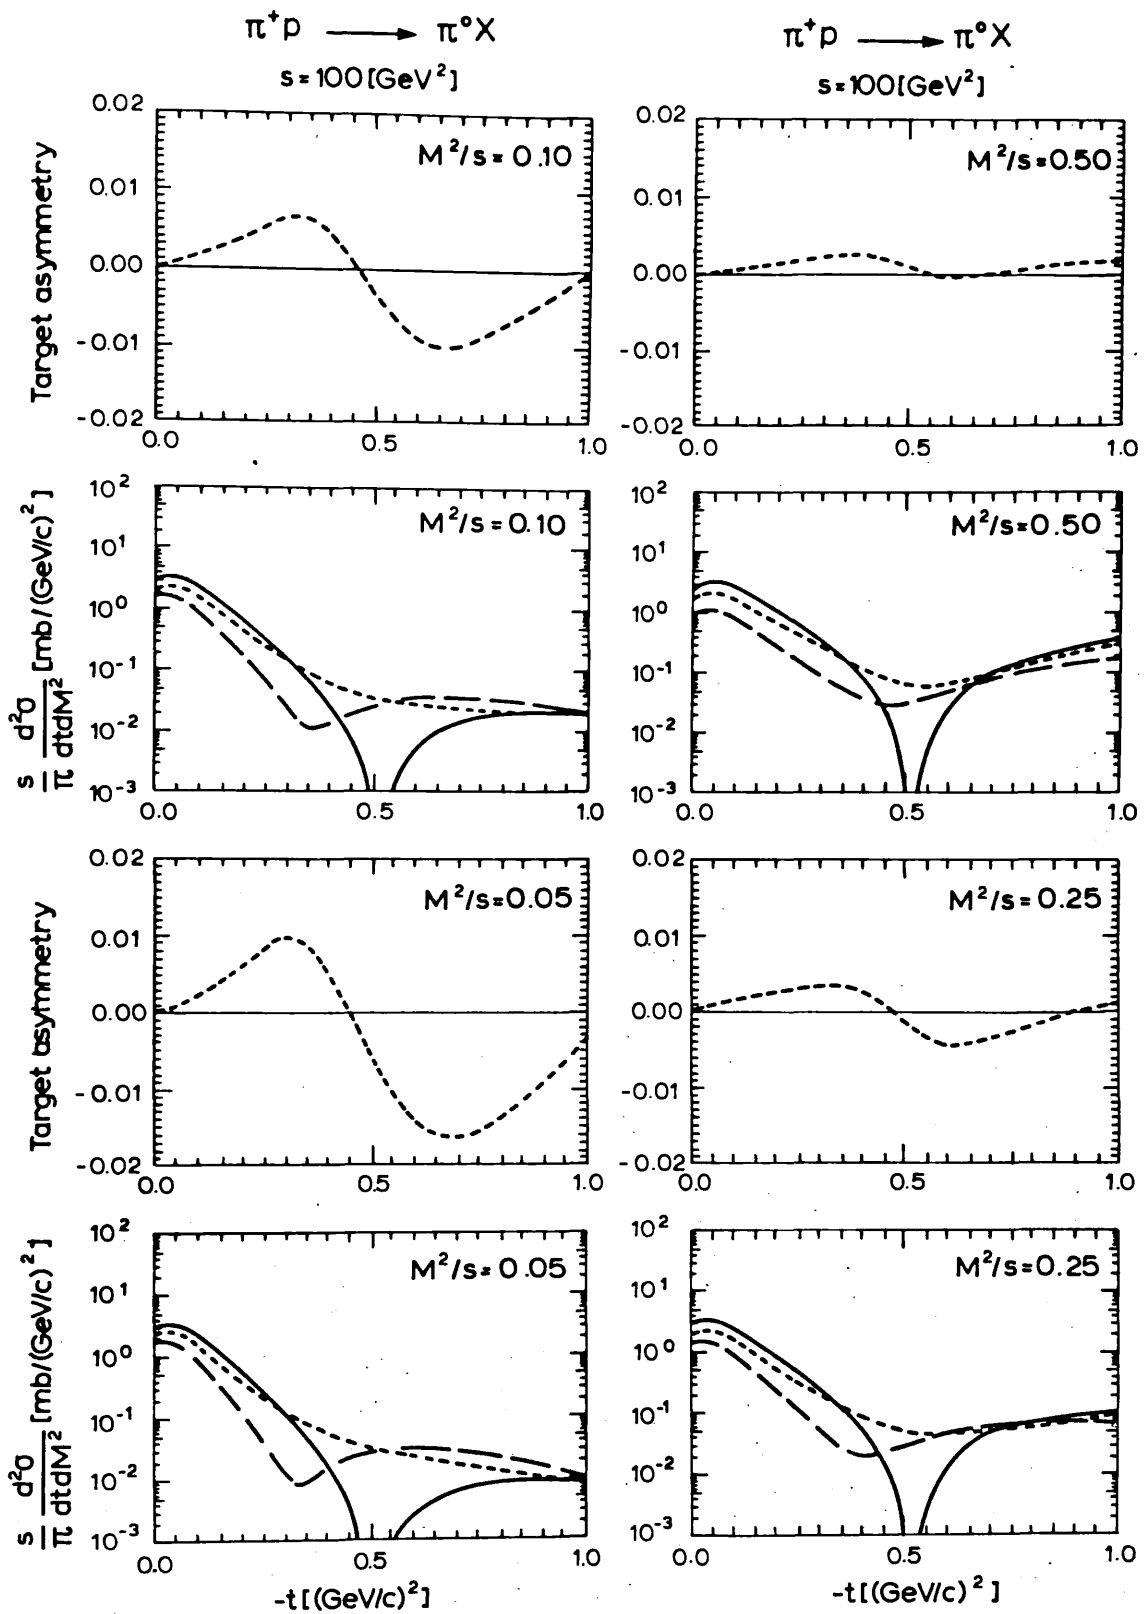 π⁺p ⟶ π⁰X
s=100[GeV²]
π⁺p ⟶ π⁰X
s=100[GeV²]
Target asymmetry
0.02
0.01
0.00
-0.01
-0.02
M²/s=0.10
0.0 0.5 1.0
0.02
0.01
0.00
-0.01
-0.02
M²/s=0.50
0.0 0.5 1.0
s/π d²σ/dtdM² [mb/(GeV/c)²]
10²
10¹
10⁰
10⁻¹
10⁻²
10⁻³
M²/s=0.10
0.0 0.5 1.0
10²
10¹
10⁰
10⁻¹
10⁻²
10⁻³
M²/s=0.50
0.0 0.5 1.0
Target asymmetry
0.02
0.01
0.00
-0.01
-0.02
M²/s=0.05
0.0 0.5 1.0
0.02
0.01
0.00
-0.01
-0.02
M²/s=0.25
0.0 0.5 1.0
s/π d²σ/dtdM² [mb/(GeV/c)²]
10²
10¹
10⁰
10⁻¹
10⁻²
10⁻³
M²/s=0.05
0.0 0.5 1.0
-t[(GeV/c)²]
10²
10¹
10⁰
10⁻¹
10⁻²
10⁻³
M²/s=0.25
0.0 0.5 1.0
-t[(GeV/c)²]